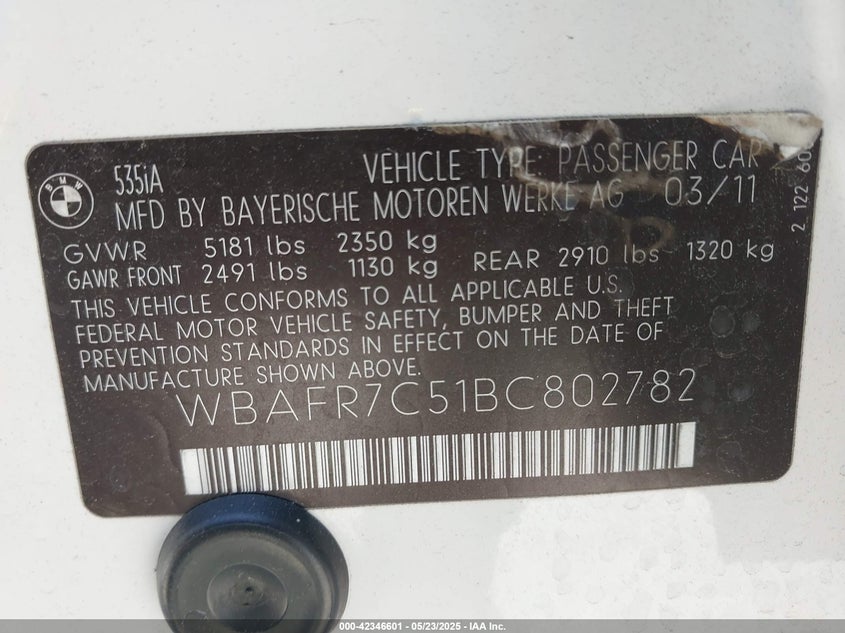 BMW
535iA
VEHICLE TYPE: PASSENGER CAR
MFD BY BAYERISCHE MOTOREN WERKE AG 03/11
GVWR 5181 lbs 2350 kg
GAWR FRONT 2491 lbs 1130 kg REAR 2910 lbs 1320 kg
THIS VEHICLE CONFORMS TO ALL APPLICABLE U.S.
FEDERAL MOTOR VEHICLE SAFETY, BUMPER AND THEFT
PREVENTION STANDARDS IN EFFECT ON THE DATE OF
MANUFACTURE SHOWN ABOVE.
WBAFR7C51BC802782
2 122 60
000-42346601 - 05/23/2025 - IAA Inc.